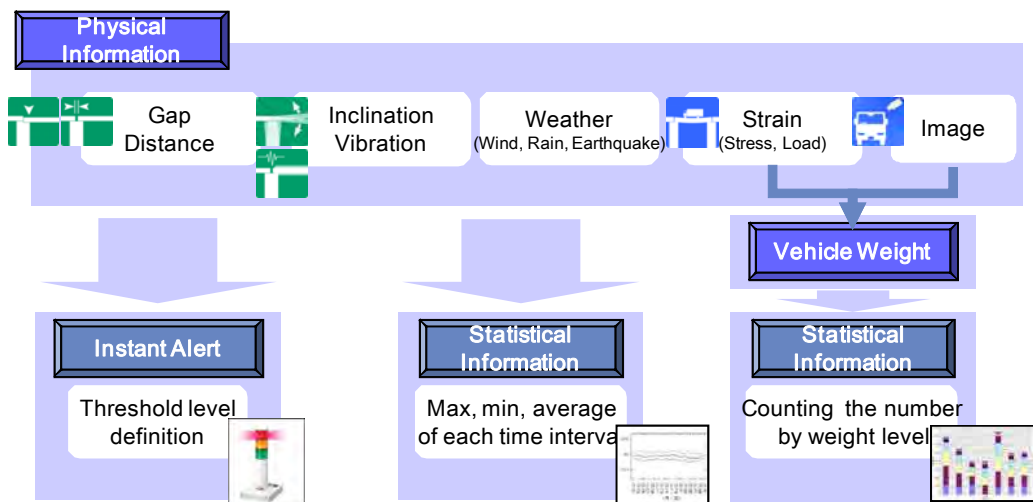 Physical
Information
Gap
Distance
Inclination
Vibration
Weather
(Wind, Rain, Earthquake)
Strain
(Stress, Load)
Image
Vehicle Weight
Instant Alert
Threshold level
definition
Statistical
Information
Max, min, average
of each time interva
Statistical
Information
Counting the number
by weight level